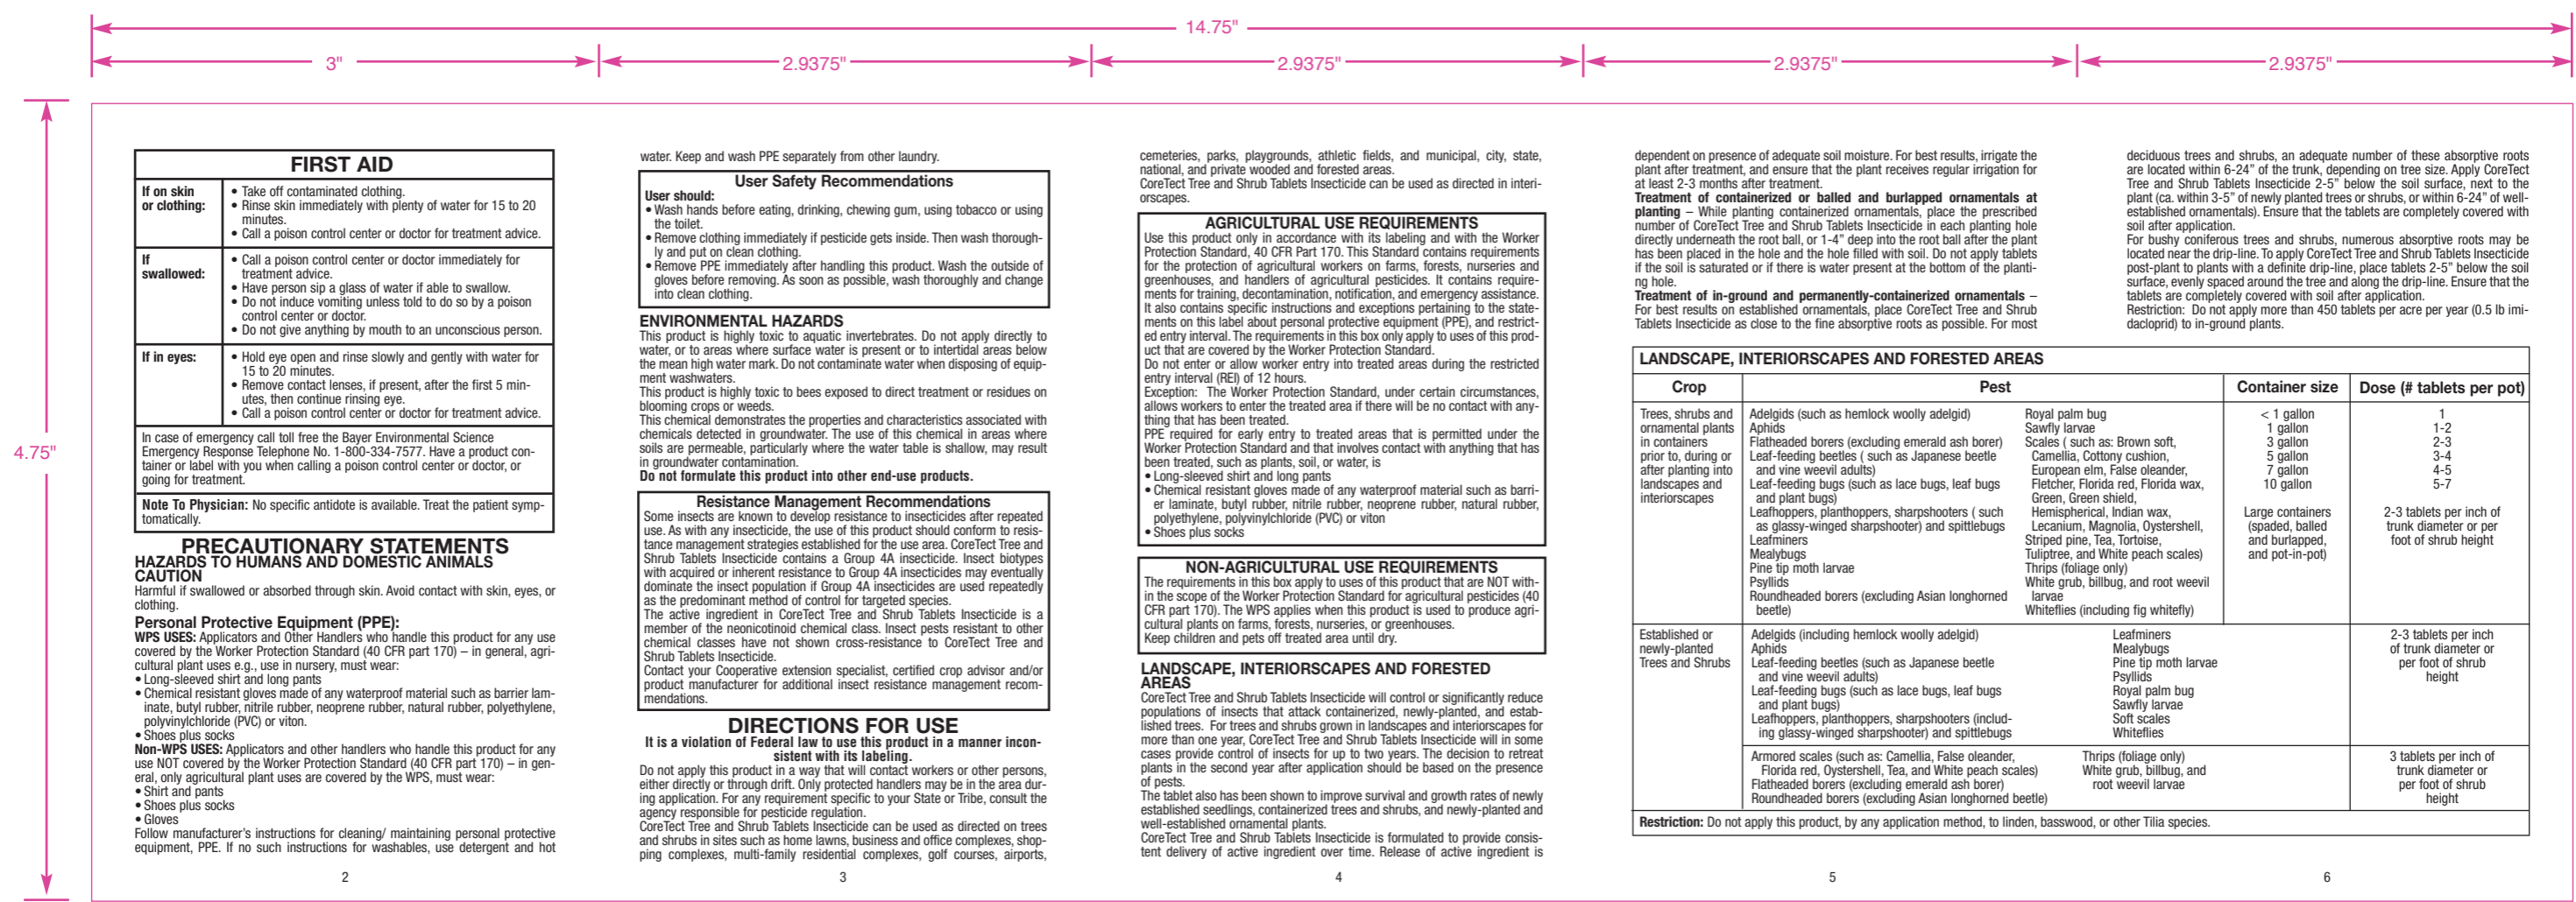 14.75"
3"
2.9375"
2.9375"
2.9375"
2.9375"
4.75"
FIRST AID
If on skin
or clothing:
• Take off contaminated clothing.
• Rinse skin immediately with plenty of water for 15 to 20
minutes.
• Call a poison control center or doctor for treatment advice.
If
swallowed:
• Call a poison control center or doctor immediately for
treatment advice.
• Have person sip a glass of water if able to swallow.
• Do not induce vomiting unless told to do so by a poison
control center or doctor.
• Do not give anything by mouth to an unconscious person.
If in eyes:
• Hold eye open and rinse slowly and gently with water for
15 to 20 minutes.
• Remove contact lenses, if present, after the first 5 min-
utes, then continue rinsing eye.
• Call a poison control center or doctor for treatment advice.
In case of emergency call toll free the Bayer Environmental Science
Emergency Response Telephone No. 1-800-334-7577. Have a product con-
tainer or label with you when calling a poison control center or doctor, or
going for treatment.
Note To Physician: No specific antidote is available. Treat the patient symp-
tomatically.
PRECAUTIONARY STATEMENTS
HAZARDS TO HUMANS AND DOMESTIC ANIMALS
CAUTION
Harmful if swallowed or absorbed through skin. Avoid contact with skin, eyes, or
clothing.
Personal Protective Equipment (PPE):
WPS USES: Applicators and Other Handlers who handle this product for any use
covered by the Worker Protection Standard (40 CFR part 170) – in general, agri-
cultural plant uses e.g., use in nursery, must wear:
• Long-sleeved shirt and long pants
• Chemical resistant gloves made of any waterproof material such as barrier lam-
inate, butyl rubber, nitrile rubber, neoprene rubber, natural rubber, polyethylene,
polyvinylchloride (PVC) or viton.
• Shoes plus socks
Non-WPS USES: Applicators and other handlers who handle this product for any
use NOT covered by the Worker Protection Standard (40 CFR part 170) – in gen-
eral, only agricultural plant uses are covered by the WPS, must wear:
• Shirt and pants
• Shoes plus socks
• Gloves
Follow manufacturer's instructions for cleaning/ maintaining personal protective
equipment, PPE. If no such instructions for washables, use detergent and hot
2
water. Keep and wash PPE separately from other laundry.
User Safety Recommendations
User should:
• Wash hands before eating, drinking, chewing gum, using tobacco or using
the toilet.
• Remove clothing immediately if pesticide gets inside. Then wash thorough-
ly and put on clean clothing.
• Remove PPE immediately after handling this product. Wash the outside of
gloves before removing. As soon as possible, wash thoroughly and change
into clean clothing.
ENVIRONMENTAL HAZARDS
This product is highly toxic to aquatic invertebrates. Do not apply directly to
water, or to areas where surface water is present or to intertidal areas below
the mean high water mark. Do not contaminate water when disposing of equip-
ment washwaters.
This product is highly toxic to bees exposed to direct treatment or residues on
blooming crops or weeds.
This chemical demonstrates the properties and characteristics associated with
chemicals detected in groundwater. The use of this chemical in areas where
soils are permeable, particularly where the water table is shallow, may result
in groundwater contamination.
Do not formulate this product into other end-use products.
Resistance Management Recommendations
Some insects are known to develop resistance to insecticides after repeated
use. As with any insecticide, the use of this product should conform to resis-
tance management strategies established for the use area. CoreTect Tree and
Shrub Tablets Insecticide contains a Group 4A insecticide. Insect biotypes
with acquired or inherent resistance to Group 4A insecticides may eventually
dominate the insect population if Group 4A insecticides are used repeatedly
as the predominant method of control for targeted species.
The active ingredient in CoreTect Tree and Shrub Tablets Insecticide is a
member of the neonicotinoid chemical class. Insect pests resistant to other
chemical classes have not shown cross-resistance to CoreTect Tree and
Shrub Tablets Insecticide.
Contact your Cooperative extension specialist, certified crop advisor and/or
product manufacturer for additional insect resistance management recom-
mendations.
DIRECTIONS FOR USE
It is a violation of Federal law to use this product in a manner incon-
sistent with its labeling.
Do not apply this product in a way that will contact workers or other persons,
either directly or through drift. Only protected handlers may be in the area dur-
ing application. For any requirement specific to your State or Tribe, consult the
agency responsible for pesticide regulation.
CoreTect Tree and Shrub Tablets Insecticide can be used as directed on trees
and shrubs in sites such as home lawns, business and office complexes, shop-
ping complexes, multi-family residential complexes, golf courses, airports,
3
cemeteries, parks, playgrounds, athletic fields, and municipal, city, state,
national, and private wooded and forested areas.
CoreTect Tree and Shrub Tablets Insecticide can be used as directed in interi-
orscapes.
AGRICULTURAL USE REQUIREMENTS
Use this product only in accordance with its labeling and with the Worker
Protection Standard, 40 CFR Part 170. This Standard contains requirements
for the protection of agricultural workers on farms, forests, nurseries and
greenhouses, and handlers of agricultural pesticides. It contains require-
ments for training, decontamination, notification, and emergency assistance.
It also contains specific instructions and exceptions pertaining to the state-
ments on this label about personal protective equipment (PPE), and restrict-
ed entry interval. The requirements in this box only apply to uses of this prod-
uct that are covered by the Worker Protection Standard.
Do not enter or allow worker entry into treated areas during the restricted
entry interval (REI) of 12 hours.
Exception: The Worker Protection Standard, under certain circumstances,
allows workers to enter the treated area if there will be no contact with any-
thing that has been treated.
PPE required for early entry to treated areas that is permitted under the
Worker Protection Standard and that involves contact with anything that has
been treated, such as plants, soil, or water, is
• Long-sleeved shirt and long pants
• Chemical resistant gloves made of any waterproof material such as barri-
er laminate, butyl rubber, nitrile rubber, neoprene rubber, natural rubber,
polyethylene, polyvinylchloride (PVC) or viton
• Shoes plus socks
NON-AGRICULTURAL USE REQUIREMENTS
The requirements in this box apply to uses of this product that are NOT with-
in the scope of the Worker Protection Standard for agricultural pesticides (40
CFR part 170). The WPS applies when this product is used to produce agri-
cultural plants on farms, forests, nurseries, or greenhouses.
Keep children and pets off treated area until dry.
LANDSCAPE, INTERIORSCAPES AND FORESTED
AREAS
CoreTect Tree and Shrub Tablets Insecticide will control or significantly reduce
populations of insects that attack containerized, newly-planted, and estab-
lished trees. For trees and shrubs grown in landscapes and interiorscapes for
more than one year, CoreTect Tree and Shrub Tablets Insecticide will in some
cases provide control of insects for up to two years. The decision to retreat
plants in the second year after application should be based on the presence
of pests.
The tablet also has been shown to improve survival and growth rates of newly
established seedlings, containerized trees and shrubs, and newly-planted and
well-established ornamental plants.
CoreTect Tree and Shrub Tablets Insecticide is formulated to provide consis-
tent delivery of active ingredient over time. Release of active ingredient is
4
dependent on presence of adequate soil moisture. For best results, irrigate the
plant after treatment, and ensure that the plant receives regular irrigation for
at least 2-3 months after treatment.
Treatment of containerized or balled and burlapped ornamentals at
planting – While planting containerized ornamentals, place the prescribed
number of CoreTect Tree and Shrub Tablets Insecticide in each planting hole
directly underneath the root ball, or 1-4" deep into the root ball after the plant
has been placed in the hole and the hole filled with soil. Do not apply tablets
if the soil is saturated or if there is water present at the bottom of the planti-
ng hole.
Treatment of in-ground and permanently-containerized ornamentals –
For best results on established ornamentals, place CoreTect Tree and Shrub
Tablets Insecticide as close to the fine absorptive roots as possible. For most
deciduous trees and shrubs, an adequate number of these absorptive roots
are located within 6-24" of the trunk, depending on tree size. Apply CoreTect
Tree and Shrub Tablets Insecticide 2-5" below the soil surface, next to the
plant (ca. within 3-5" of newly planted trees or shrubs, or within 6-24" of well-
established ornamentals). Ensure that the tablets are completely covered with
soil after application.
For bushy coniferous trees and shrubs, numerous absorptive roots may be
located near the drip-line. To apply CoreTect Tree and Shrub Tablets Insecticide
post-plant to plants with a definite drip-line, place tablets 2-5" below the soil
surface, evenly spaced around the tree and along the drip-line. Ensure that the
tablets are completely covered with soil after application.
Restriction: Do not apply more than 450 tablets per acre per year (0.5 lb imi-
dacloprid) to in-ground plants.
LANDSCAPE, INTERIORSCAPES AND FORESTED AREAS
Crop
Pest
Container size
Dose (# tablets per pot)
Trees, shrubs and
ornamental plants
in containers
prior to, during or
after planting into
landscapes and
interiorscapes
Adelgids (such as hemlock woolly adelgid)
Aphids
Flatheaded borers (excluding emerald ash borer)
Leaf-feeding beetles ( such as Japanese beetle
and vine weevil adults)
Leaf-feeding bugs (such as lace bugs, leaf bugs
and plant bugs)
Leafhoppers, planthoppers, sharpshooters ( such
as glassy-winged sharpshooter) and spittlebugs
Leafminers
Mealybugs
Pine tip moth larvae
Psyllids
Roundheaded borers (excluding Asian longhorned
beetle)
Royal palm bug
Sawfly larvae
Scales ( such as: Brown soft,
Camellia, Cottony cushion,
European elm, False oleander,
Fletcher, Florida red, Florida wax,
Green, Green shield,
Hemispherical, Indian wax,
Lecanium, Magnolia, Oystershell,
Striped pine, Tea, Tortoise,
Tuliptree, and White peach scales)
Thrips (foliage only)
White grub, billbug, and root weevil
larvae
Whiteflies (including fig whitefly)
< 1 gallon
1 gallon
3 gallon
5 gallon
7 gallon
10 gallon
Large containers
(spaded, balled
and burlapped,
and pot-in-pot)
1
1-2
2-3
3-4
4-5
5-7
2-3 tablets per inch of
trunk diameter or per
foot of shrub height
Established or
newly-planted
Trees and Shrubs
Adelgids (including hemlock woolly adelgid)
Aphids
Leaf-feeding beetles (such as Japanese beetle
and vine weevil adults)
Leaf-feeding bugs (such as lace bugs, leaf bugs
and plant bugs)
Leafhoppers, planthoppers, sharpshooters (includ-
ing glassy-winged sharpshooter) and spittlebugs
Leafminers
Mealybugs
Pine tip moth larvae
Psyllids
Royal palm bug
Sawfly larvae
Soft scales
Whiteflies
2-3 tablets per inch
of trunk diameter or
per foot of shrub
height
Armored scales (such as: Camellia, False oleander,
Florida red, Oystershell, Tea, and White peach scales)
Flatheaded borers (excluding emerald ash borer)
Roundheaded borers (excluding Asian longhorned beetle)
Thrips (foliage only)
White grub, billbug, and
root weevil larvae
3 tablets per inch of
trunk diameter or
per foot of shrub
height
Restriction: Do not apply this product, by any application method, to linden, basswood, or other Tilia species.
5
6